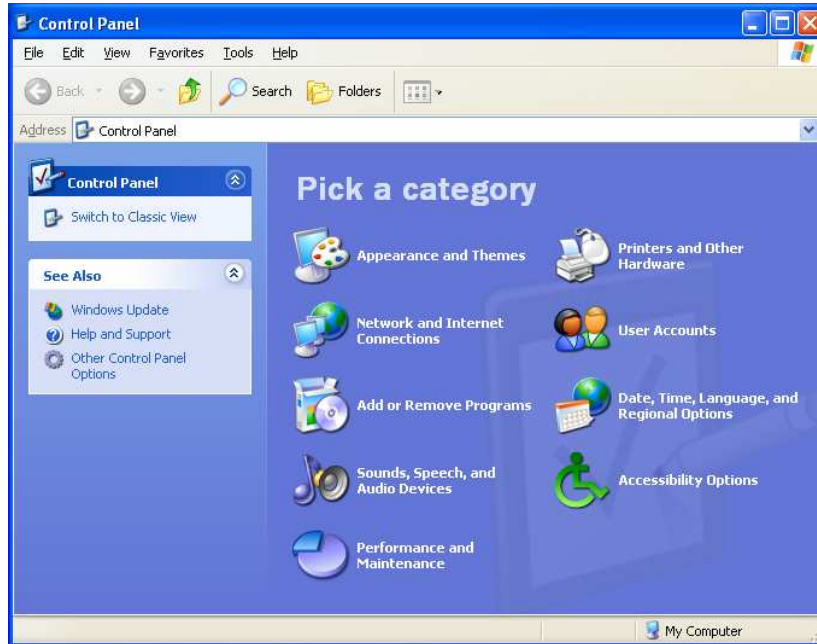 Control Panel
File Edit View Favorites Tools Help
Back Search Folders
Address Control Panel
Control Panel
Switch to Classic View
See Also
Windows Update
Help and Support
Other Control Panel
Options
Pick a category
Appearance and Themes
Printers and Other
Hardware
Network and Internet
Connections
User Accounts
Add or Remove Programs
Date, Time, Language, and
Regional Options
Sounds, Speech, and
Audio Devices
Accessibility Options
Performance and
Maintenance
My Computer